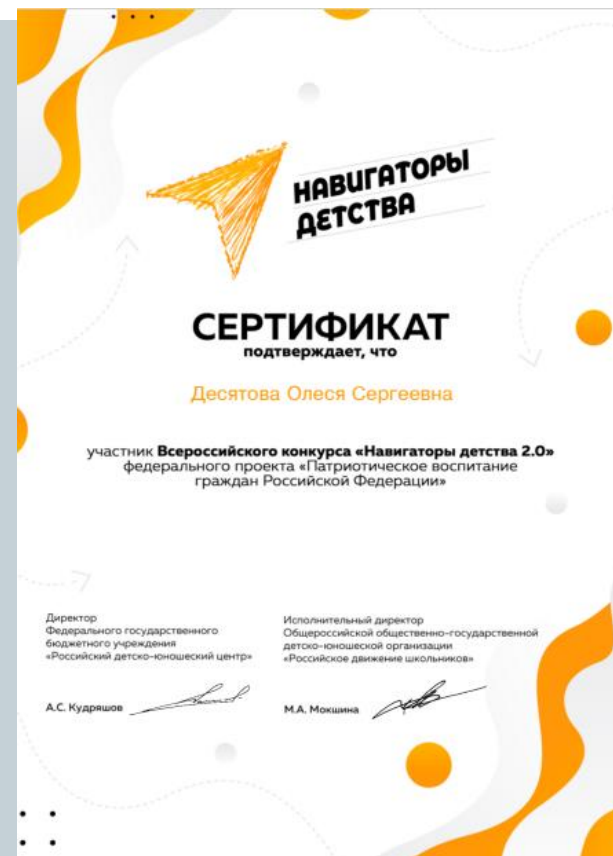 НАВИГАТОРЫ
ДЕТСТВА
СЕРТИФИКАТ
подтверждает, что
Десятова Олеся Сергеевна
участник Всероссийского конкурса «Навигаторы детства 2.0»
федерального проекта «Патриотическое воспитание
граждан Российской Федерации»
Директор
Федерального государственного
бюджетного учреждения
«Российский детско-юношеский центр»
А.С. Кудряшов
Исполнительный директор
Общероссийской общественно-государственной
детско-юношеской организации
«Российское движение школьников»
М.А. Мокшина